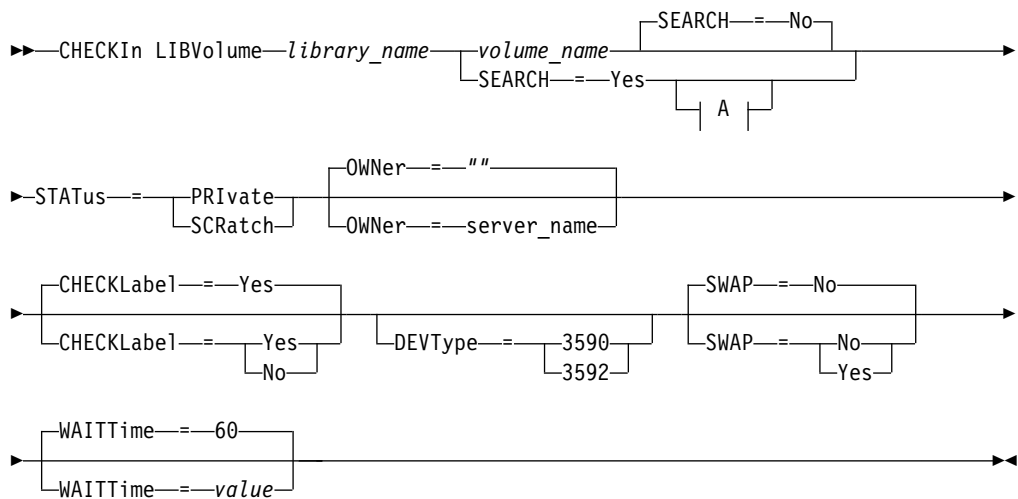 SEARCH = No
CHECKIn LIBVolume library_name volume_name
SEARCH = Yes
A
OWNer = ""
STATus = PRIvate
SCRatch OWNer = server_name
CHECKLabel = Yes SWAP = No
CHECKLabel = Yes DEVType = 3590 SWAP = No
No 3592 Yes
WAITTime = 60
WAITTime = value